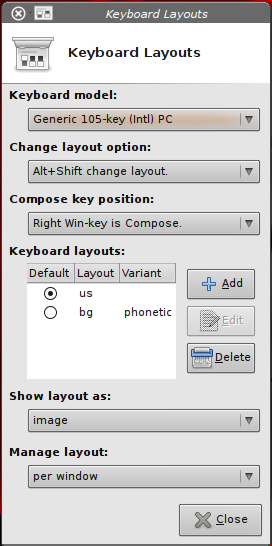 Keyboard Layouts
Keyboard Layouts
Keyboard model:
Generic 105-key (Intl) PC
Change layout option:
Alt+Shift change layout.
Compose key position:
Right Win-key is Compose.
Keyboard layouts:
Default Layout Variant
us
bg phonetic
Add
Edit
Delete
Show layout as:
image
Manage layout:
per window
Close